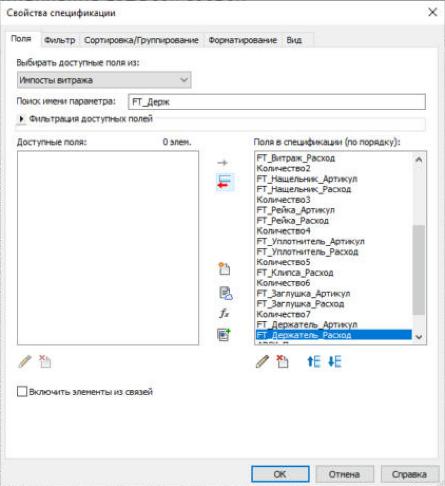 Свойства спецификации
Поля Фильтр Сортировка/Группирование Форматирование Вид
Выбирать доступные поля из:
Импосты витража
Поиск имени параметра: FT_Держ
Фильтрация доступных полей
Доступные поля: 0 элем.
Поля в спецификации (по порядку):
FT_Витраж_Расход
Количество2
FT_Нащельник_Артикул
FT_Нащельник_Расход
Количество3
FT_Рейка_Артикул
FT_Рейка_Расход
Количество4
FT_Уплотнитель_Артикул
FT_Уплотнитель_Расход
Количество5
FT_Клипса_Расход
Количество6
FT_Заглушка_Артикул
FT_Заглушка_Расход
Количество7
FT_Держатель_Артикул
FT_Держатель_Расход
fx
Включить элементы из связей
OK Отмена Справка